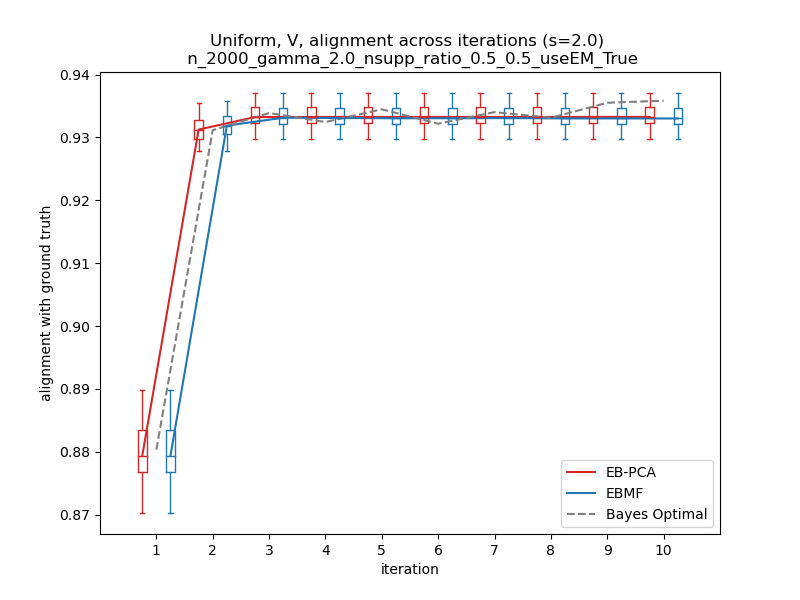 Uniform, V, alignment across iterations (s=2.0)
n_2000_gamma_2.0_nsupp_ratio_0.5_0.5_useEM_True
0.94
0.93
0.92
0.91
0.90
0.89
0.88
0.87
alignment with ground truth
EB-PCA
EBMF
Bayes Optimal
1 2 3 4 5 6 7 8 9 10
iteration